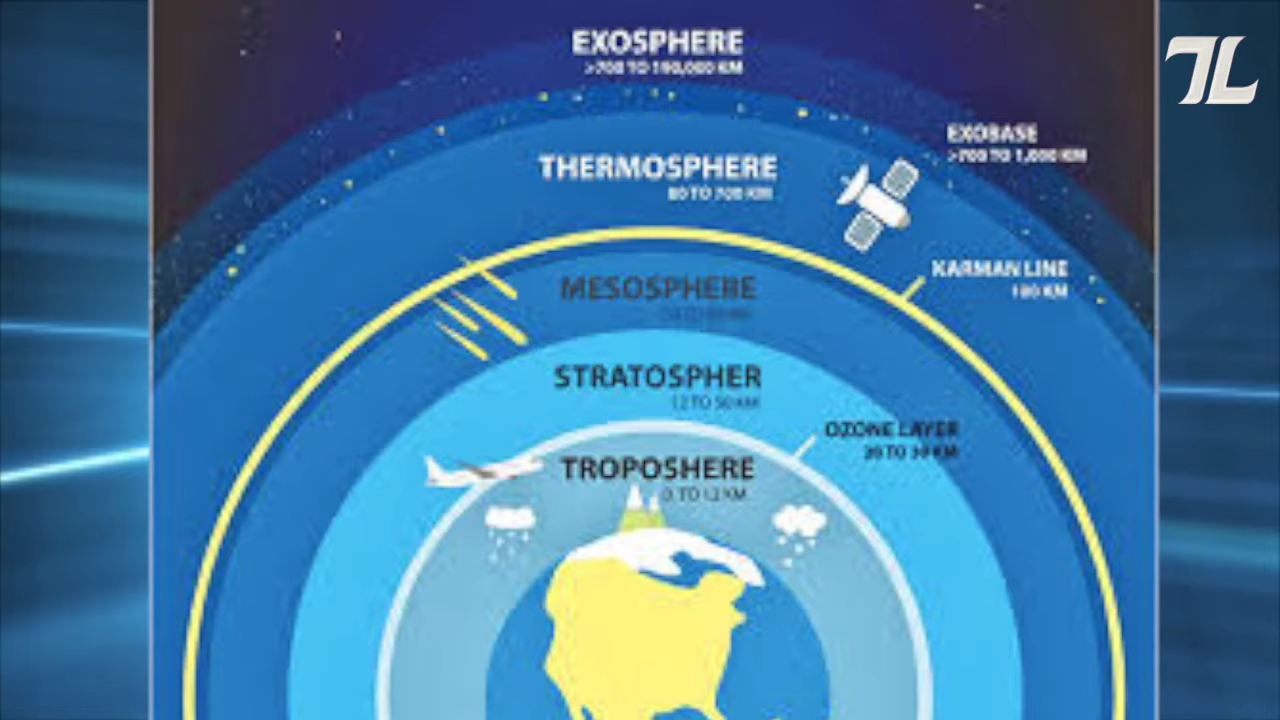 EXOSPHERE
>700 TO 190,000 KM
TL
EXOBASE
>700 TO 1,000 KM
THERMOSPHERE
80 TO 700 KM
KARMAN LINE
100 KM
MESOSPHERE
STRATOSPHER
12 TO 50 KM
OZONE LAYER
20 TO 30 KM
TROPOSHERE
0 TO 12 KM